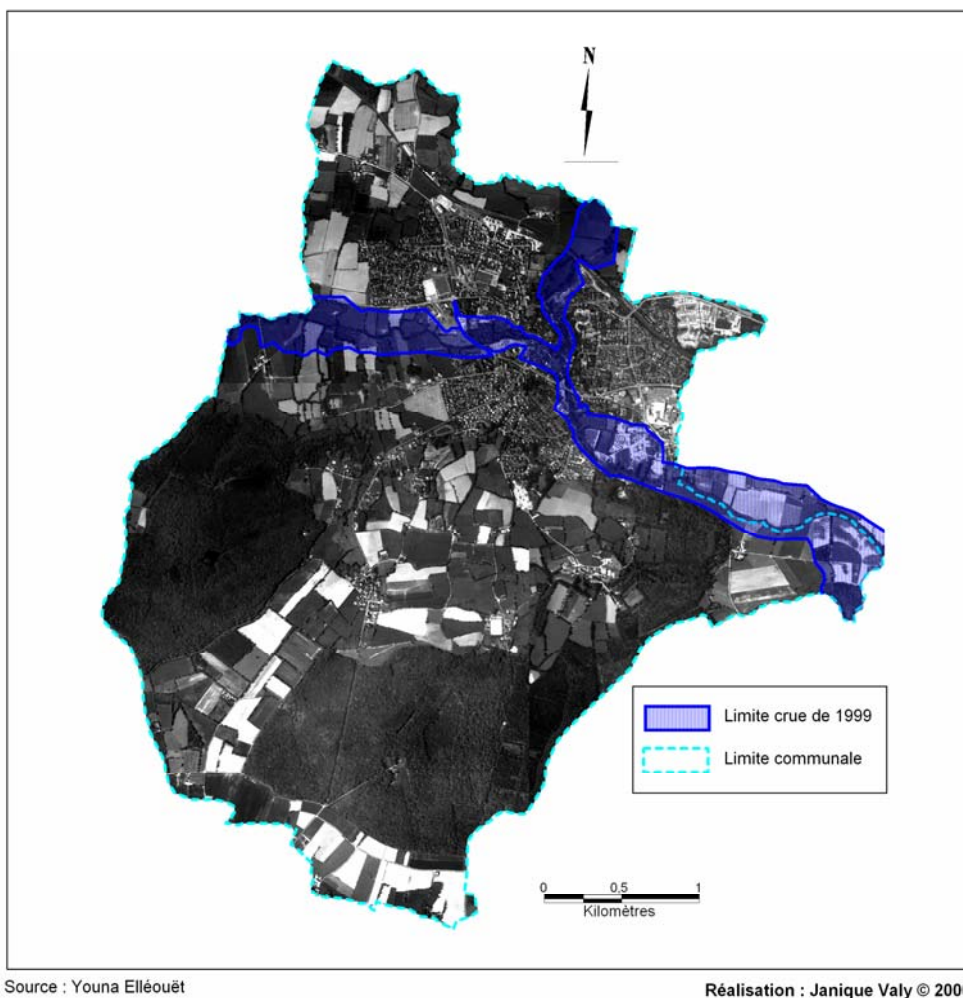 N
Limite crue de 1999
Limite communale
0 0,5 1
Kilomètres
Source : Youna Elléouët
Réalisation : Janique Valy ©